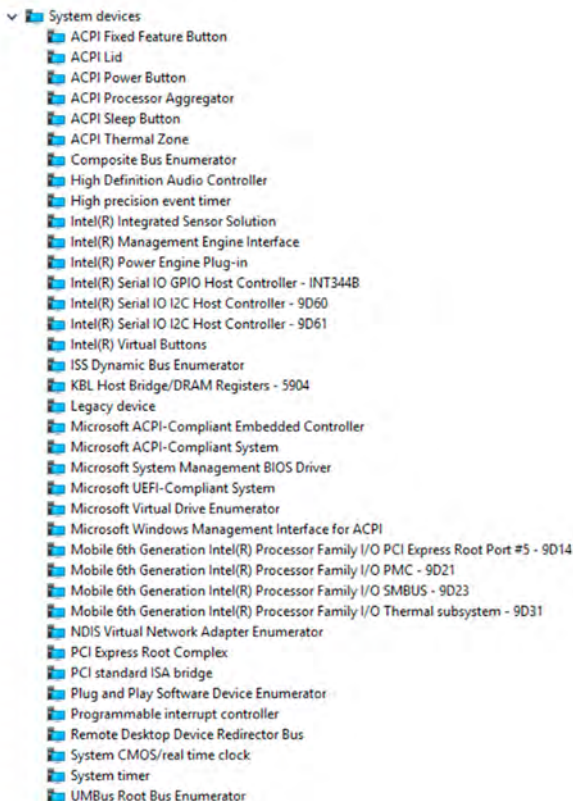 System devices
ACPI Fixed Feature Button
ACPI Lid
ACPI Power Button
ACPI Processor Aggregator
ACPI Sleep Button
ACPI Thermal Zone
Composite Bus Enumerator
High Definition Audio Controller
High precision event timer
Intel(R) Integrated Sensor Solution
Intel(R) Management Engine Interface
Intel(R) Power Engine Plug-in
Intel(R) Serial IO GPIO Host Controller - INT344B
Intel(R) Serial IO I2C Host Controller - 9D60
Intel(R) Serial IO I2C Host Controller - 9D61
Intel(R) Virtual Buttons
ISS Dynamic Bus Enumerator
KBL Host Bridge/DRAM Registers - 5904
Legacy device
Microsoft ACPI-Compliant Embedded Controller
Microsoft ACPI-Compliant System
Microsoft System Management BIOS Driver
Microsoft UEFI-Compliant System
Microsoft Virtual Drive Enumerator
Microsoft Windows Management Interface for ACPI
Mobile 6th Generation Intel(R) Processor Family I/O PCI Express Root Port #5 - 9D14
Mobile 6th Generation Intel(R) Processor Family I/O PMC - 9D21
Mobile 6th Generation Intel(R) Processor Family I/O SMBUS - 9D23
Mobile 6th Generation Intel(R) Processor Family I/O Thermal subsystem - 9D31
NDIS Virtual Network Adapter Enumerator
PCI Express Root Complex
PCI standard ISA bridge
Plug and Play Software Device Enumerator
Programmable interrupt controller
Remote Desktop Device Redirector Bus
System CMOS/real time clock
System timer
UMBus Root Bus Enumerator